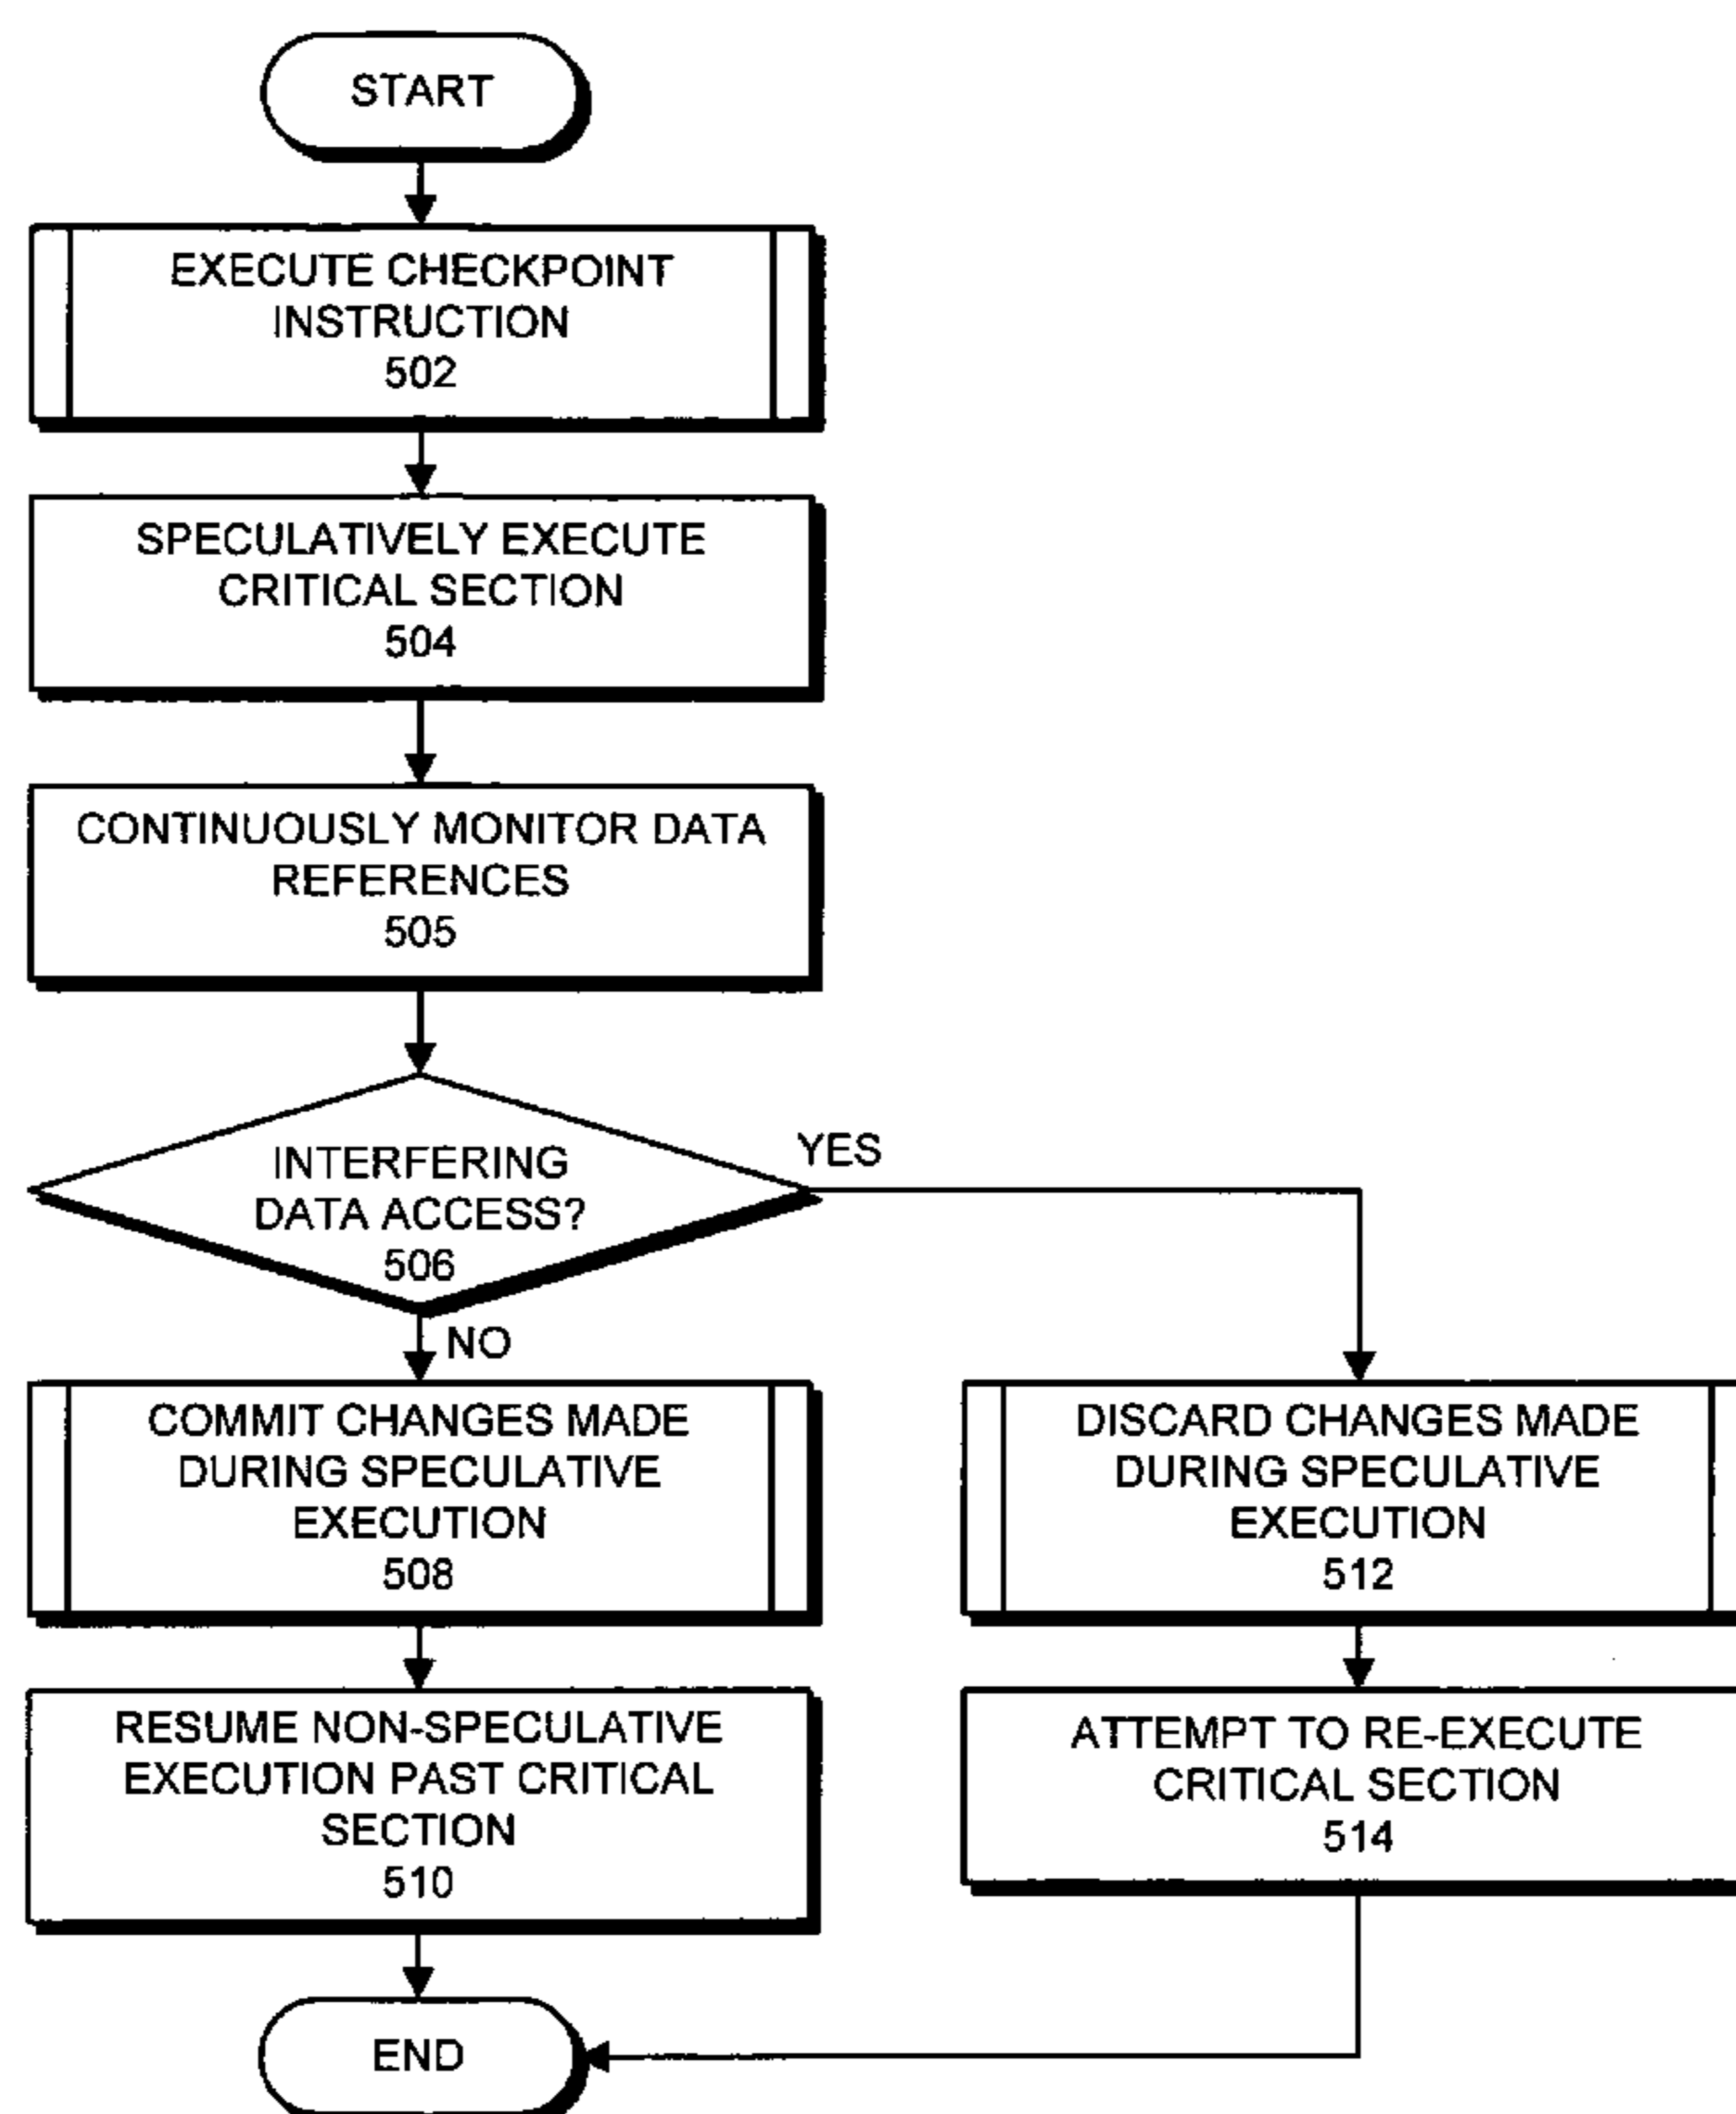 START
EXECUTE CHECKPOINT
INSTRUCTION
502
SPECULATIVELY EXECUTE
CRITICAL SECTION
504
CONTINUOUSLY MONITOR DATA
REFERENCES
505
INTERFERING
DATA ACCESS?
506
YES
NO
COMMIT CHANGES MADE
DURING SPECULATIVE
EXECUTION
508
DISCARD CHANGES MADE
DURING SPECULATIVE
EXECUTION
512
RESUME NON-SPECULATIVE
EXECUTION PAST CRITICAL
SECTION
510
ATTEMPT TO RE-EXECUTE
CRITICAL SECTION
514
END